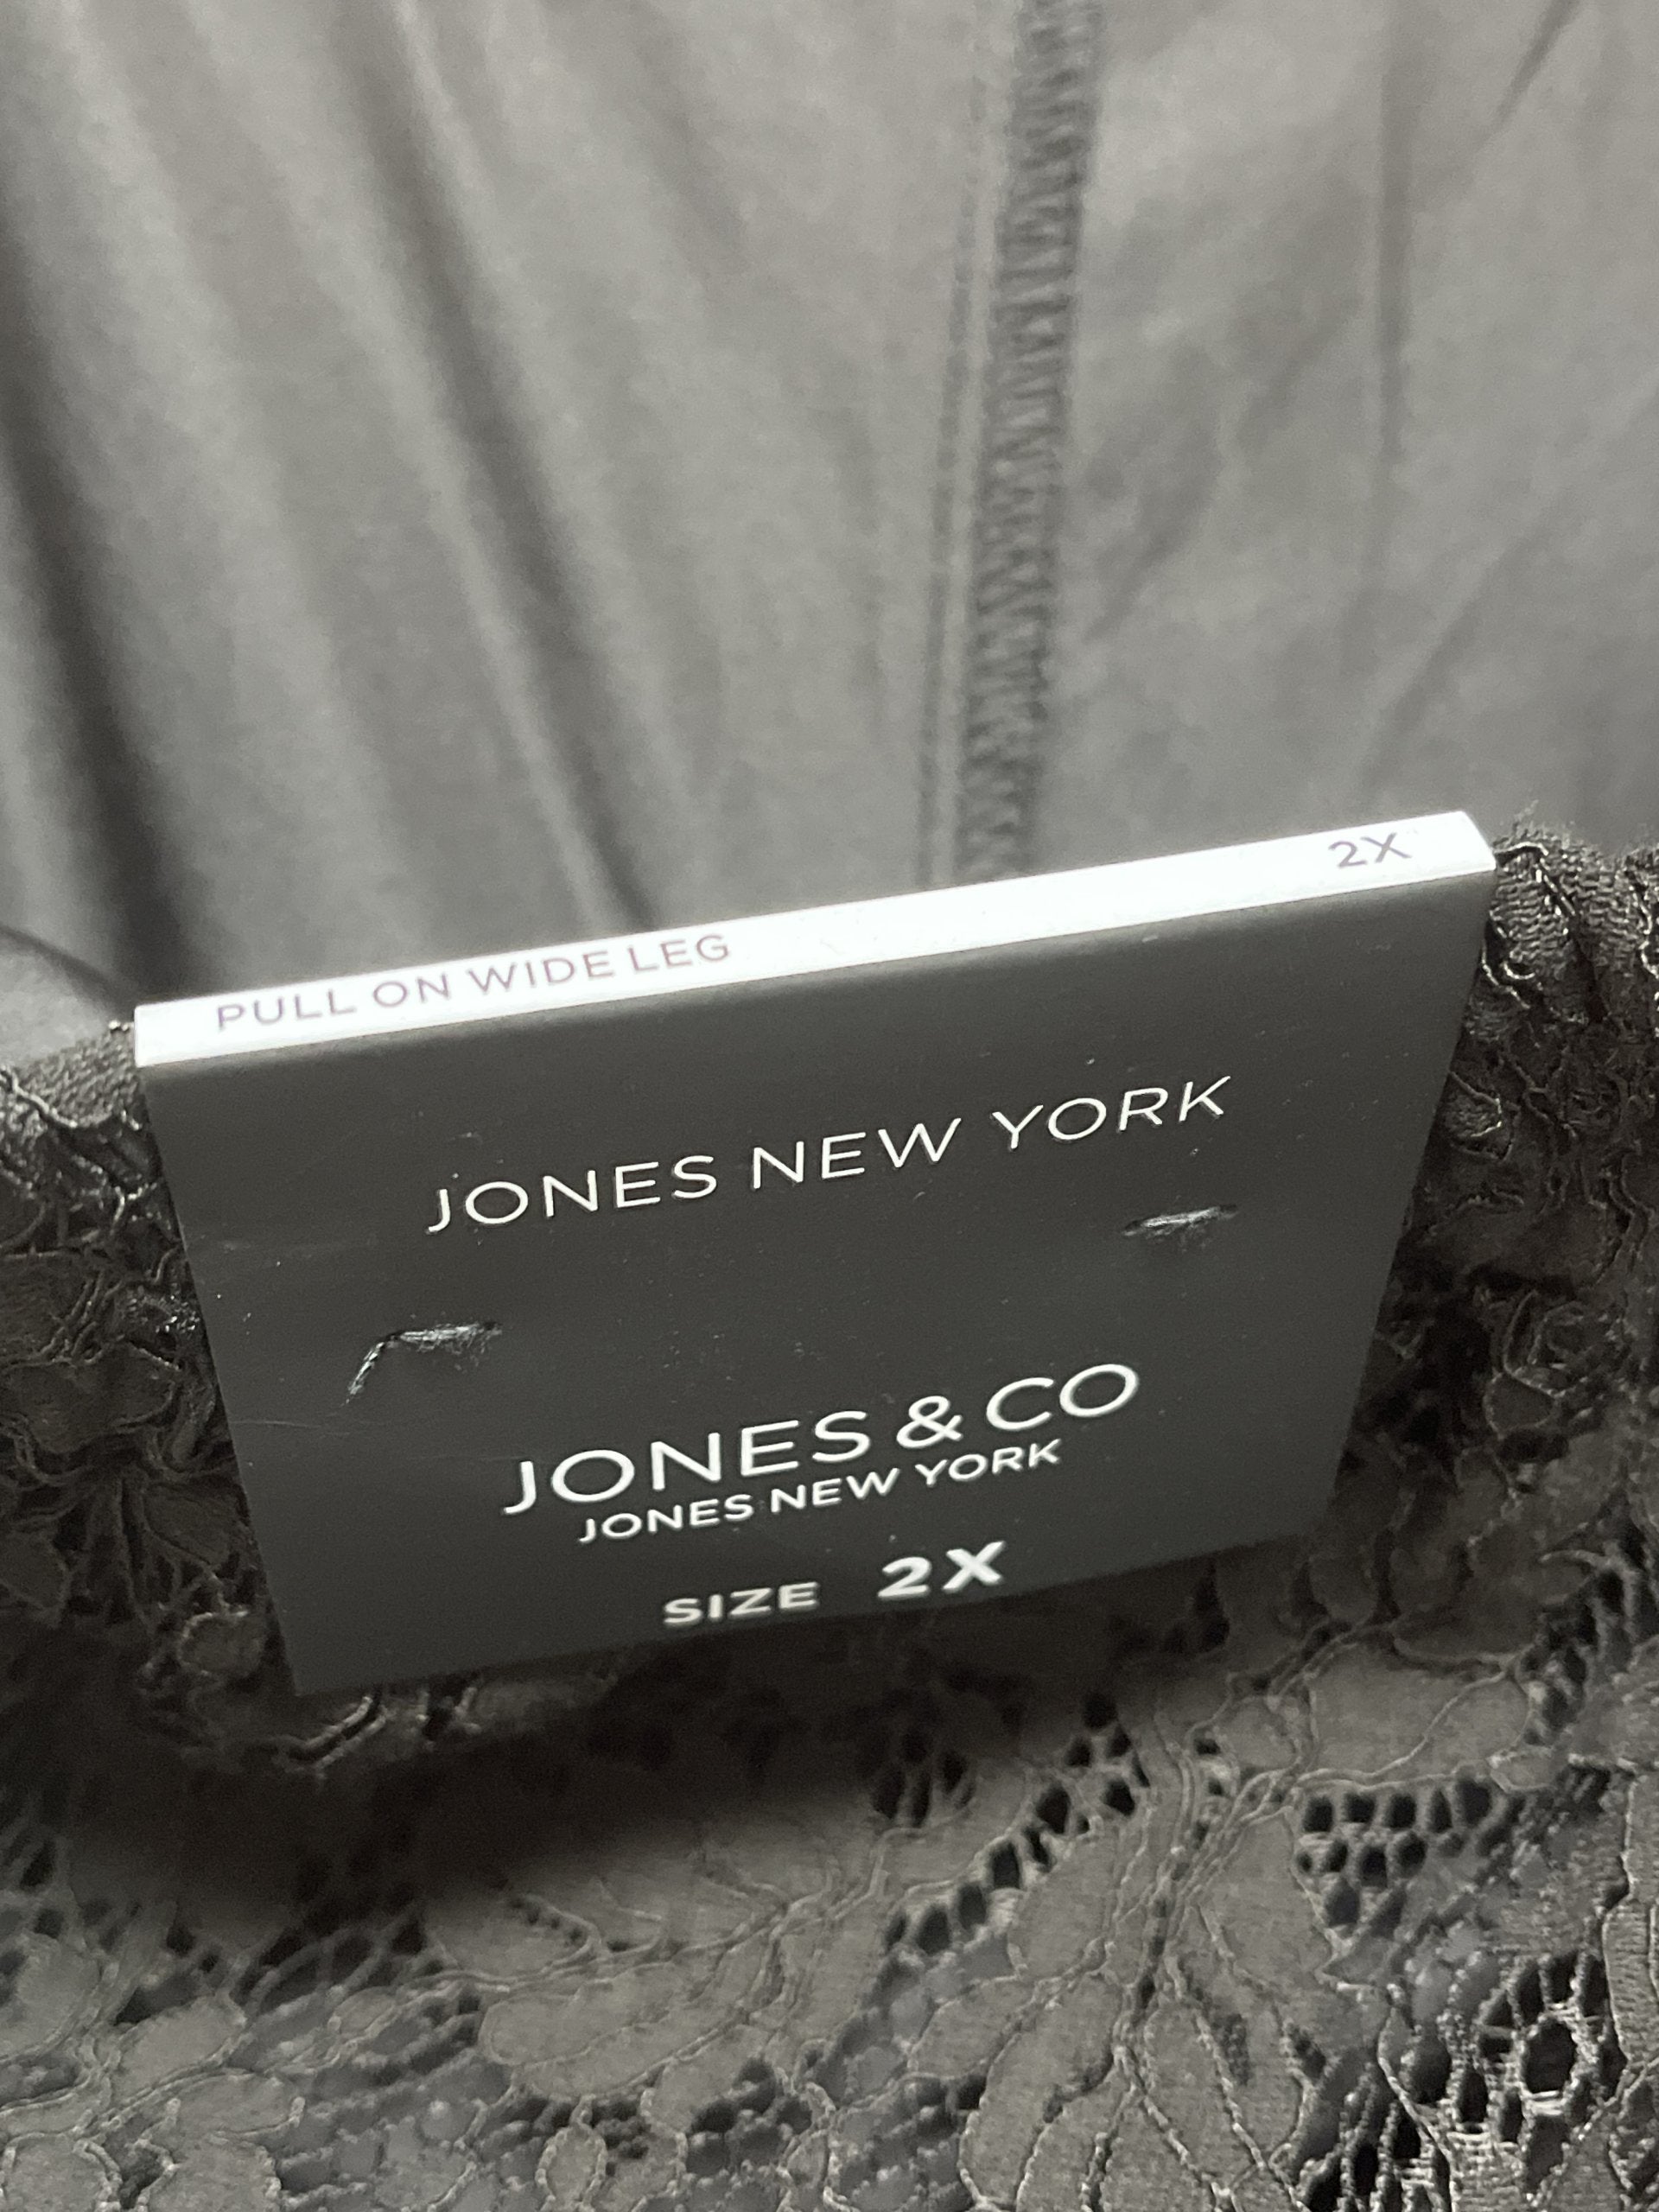 PULL ON WIDE LEG 2X
JONES NEW YORK
JONES & CO
JONES NEW YORK
SIZE 2X